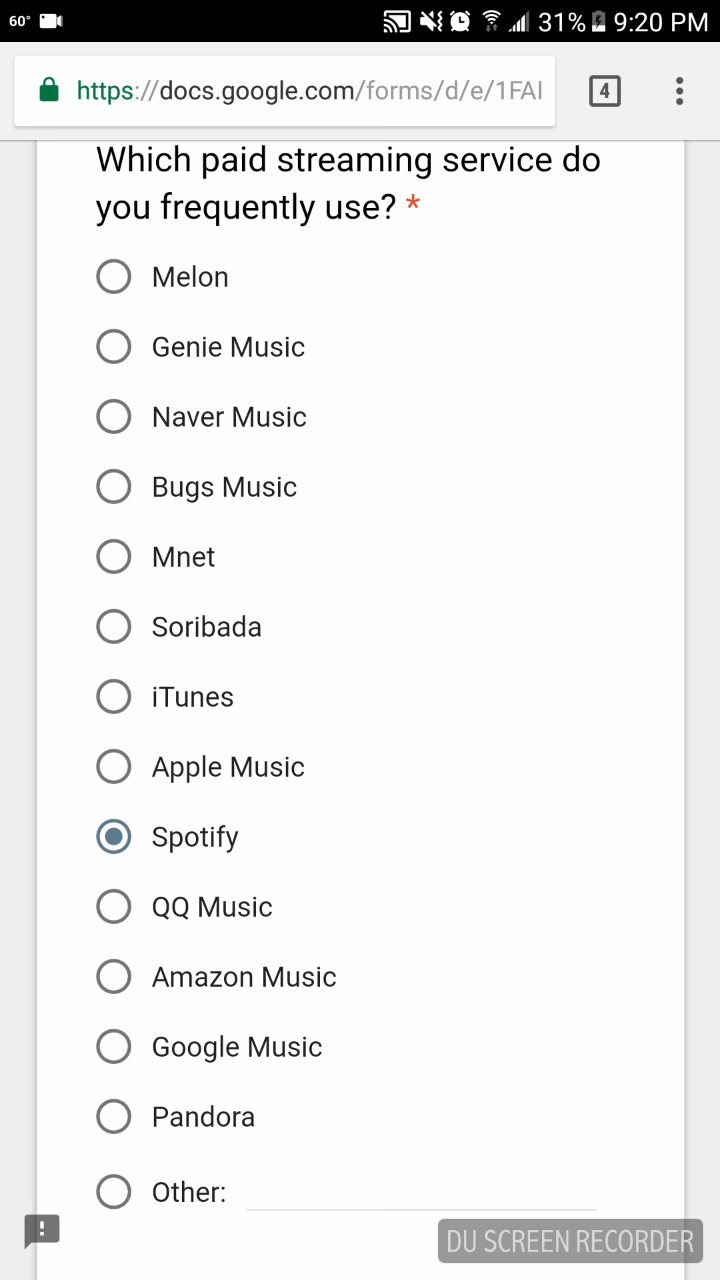 60° 31% 9:20 PM
https://docs.google.com/forms/d/e/1FAI 4
Which paid streaming service do
you frequently use? *
Melon
Genie Music
Naver Music
Bugs Music
Mnet
Soribada
iTunes
Apple Music
Spotify
QQ Music
Amazon Music
Google Music
Pandora
Other:
DU SCREEN RECORDER